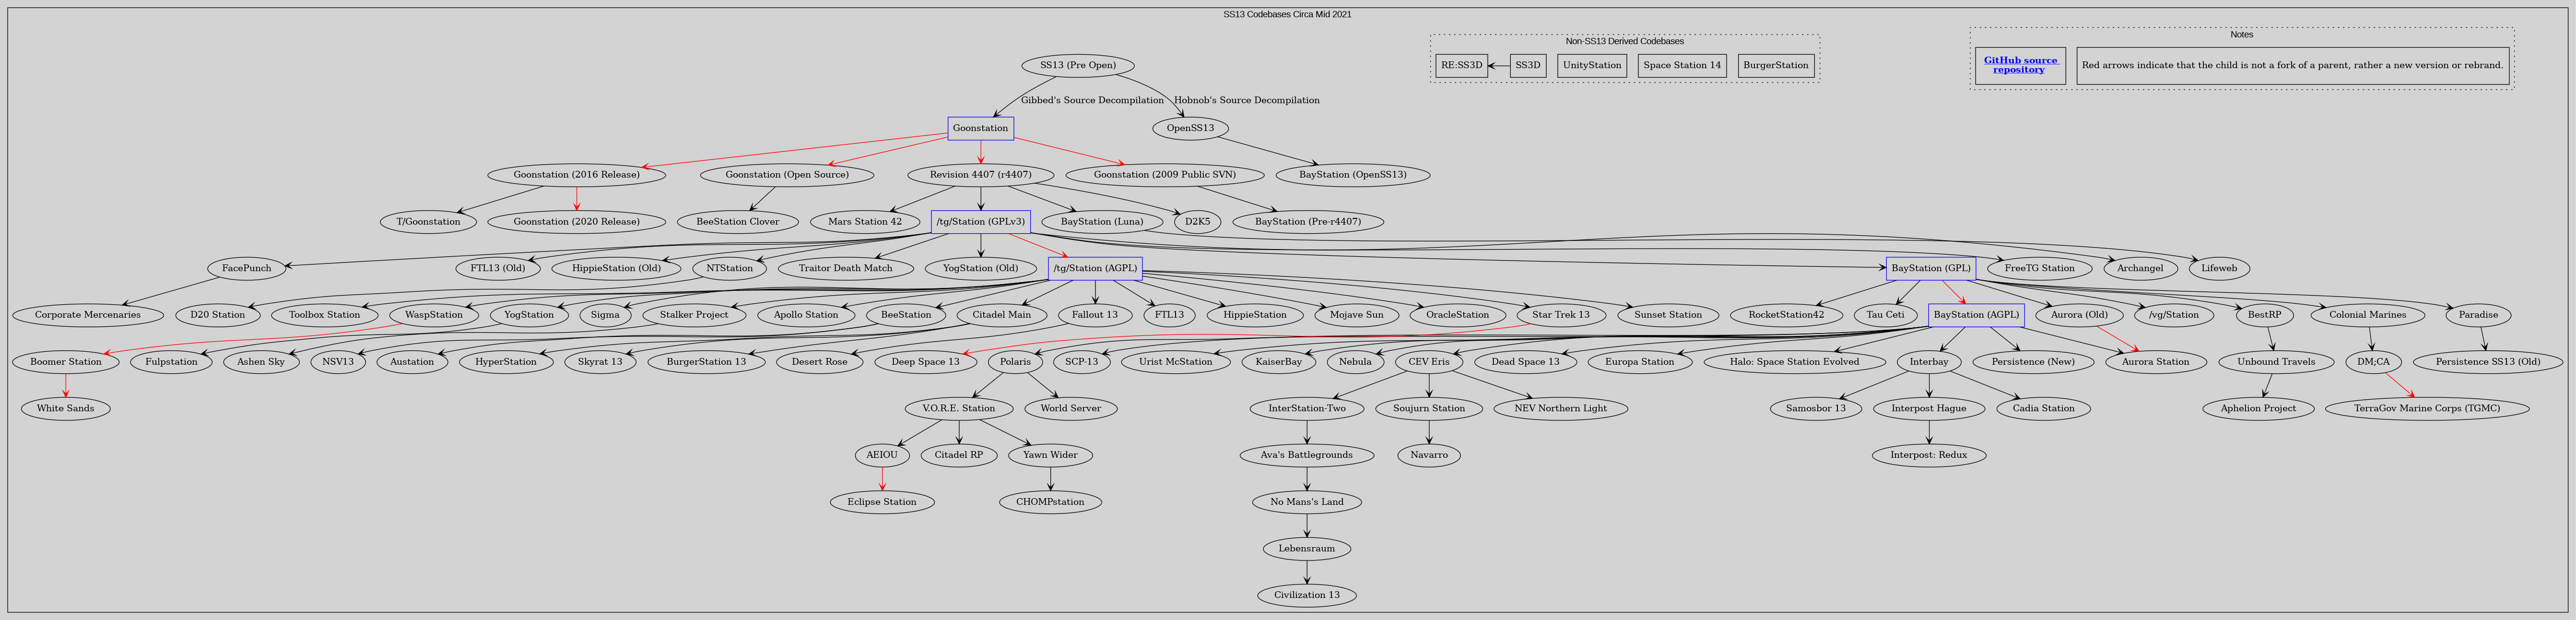 SS13 Codebases Circa Mid 2021
Non-SS13 Derived Codebases
RE:SS3D
SS3D
UnityStation
Space Station 14
BurgerStation
Notes
GitHub source
repository
Red arrows indicate that the child is not a fork of a parent, rather a new version or rebrand.
SS13 (Pre Open)
Gibbed's Source Decompilation
Hobnob's Source Decompilation
Goonstation
OpenSS13
Goonstation (2016 Release)
Goonstation (Open Source)
Revision 4407 (r4407)
Goonstation (2009 Public SVN)
BayStation (OpenSS13)
T/Goonstation
Goonstation (2020 Release)
BeeStation Clover
Mars Station 42
/tg/Station (GPLv3)
BayStation (Luna)
D2K5
BayStation (Pre-r4407)
FacePunch
FTL13 (Old)
HippieStation (Old)
NTStation
Traitor Death Match
YogStation (Old)
/tg/Station (AGPL)
BayStation (GPL)
FreeTG Station
Archangel
Lifeweb
Corporate Mercenaries
D20 Station
Toolbox Station
WaspStation
YogStation
Sigma
Stalker Project
Apollo Station
BeeStation
Citadel Main
Fallout 13
FTL13
HippieStation
Mojave Sun
OracleStation
Star Trek 13
Sunset Station
RocketStation42
Tau Ceti
BayStation (AGPL)
Aurora (Old)
/vg/Station
BestRP
Colonial Marines
Paradise
Boomer Station
Fulpstation
Ashen Sky
NSV13
Austation
HyperStation
Skyrat 13
BurgerStation 13
Desert Rose
Deep Space 13
Polaris
SCP-13
Urist McStation
KaiserBay
Nebula
CEV Eris
Dead Space 13
Europa Station
Halo: Space Station Evolved
Interbay
Persistence (New)
Aurora Station
Unbound Travels
DM;CA
Persistence SS13 (Old)
White Sands
V.O.R.E. Station
World Server
InterStation-Two
Soujurn Station
NEV Northern Light
Samosbor 13
Interpost Hague
Cadia Station
Aphelion Project
TerraGov Marine Corps (TGMC)
AEIOU
Citadel RP
Yawn Wider
Ava's Battlegrounds
Navarro
Interpost: Redux
Eclipse Station
CHOMPstation
No Mans's Land
Lebensraum
Civilization 13